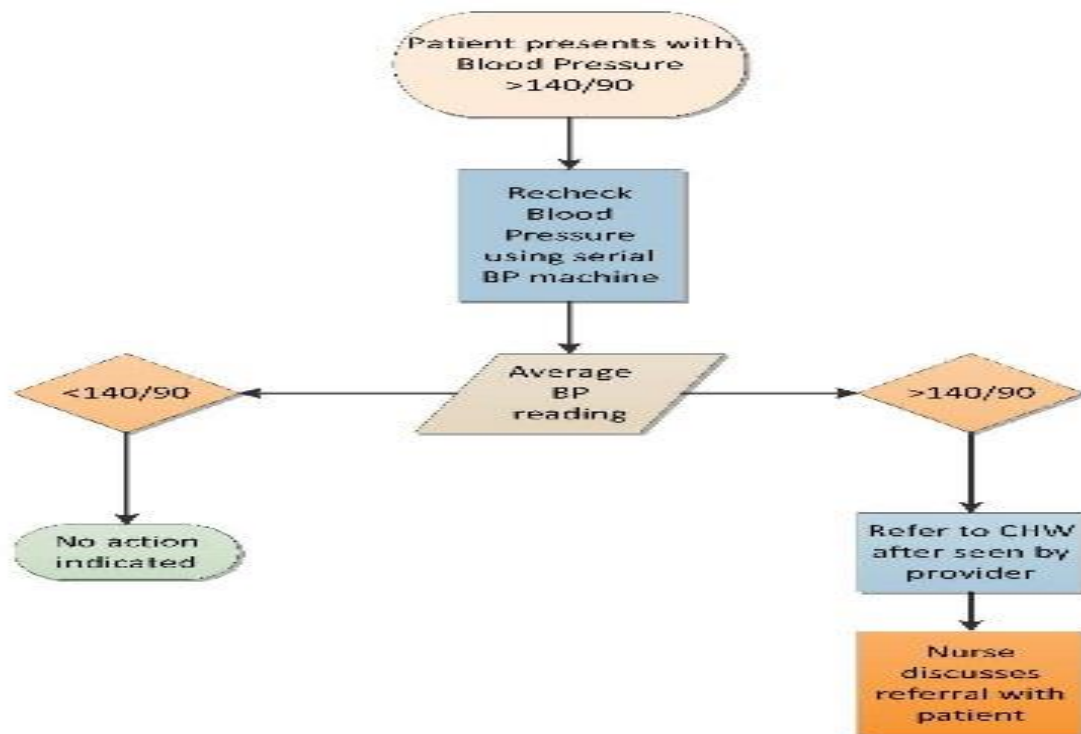 Patient presents with
Blood Pressure
>140/90
Recheck
Blood
Pressure
using serial
BP machine
<140/90
Average
BP
reading
>140/90
No action
indicated
Refer to CHW
after seen by
provider
Nurse
discusses
referral with
patient